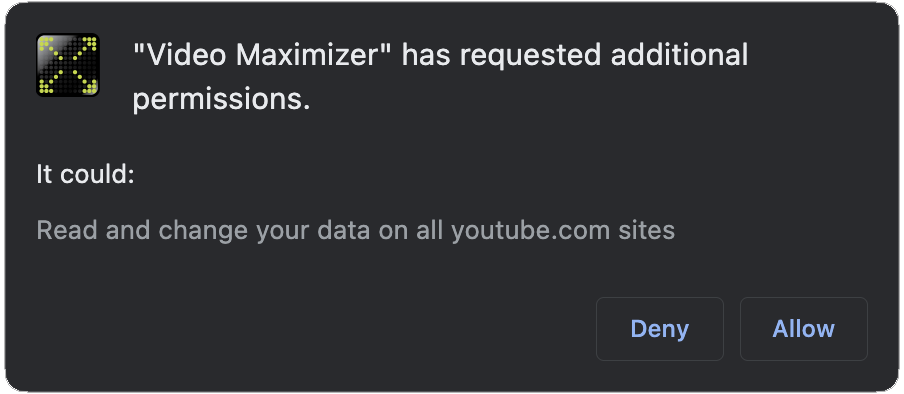 "Video Maximizer" has requested additional
permissions.
It could:
Read and change your data on all youtube.com sites
Deny Allow